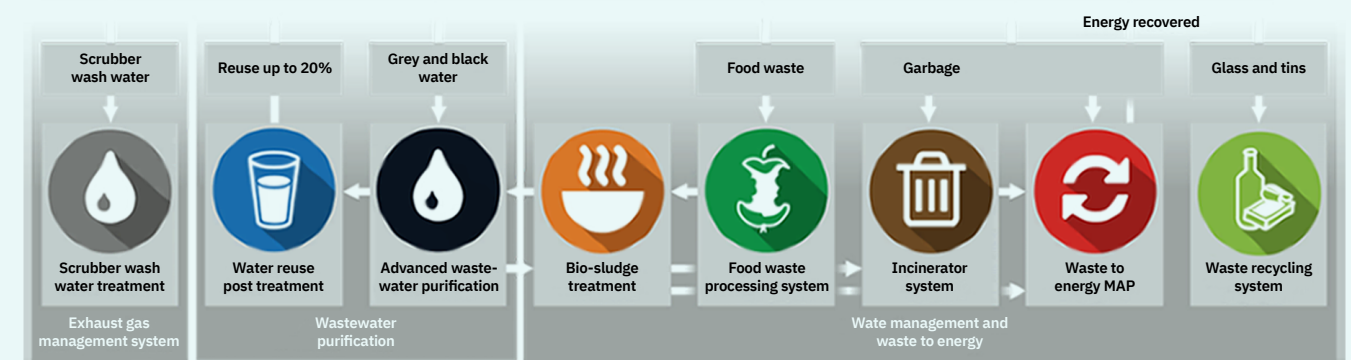 Energy recovered
Scrubber
wash water
Reuse up to 20%
Grey and black
water
Food waste
Garbage
Glass and tins
Scrubber wash
water treatment
Water reuse
post treatment
Advanced waste-
water purification
Bio-sludge
treatment
Food waste
processing system
Incinerator
system
Waste to
energy MAP
Waste recycling
system
Exhaust gas
management system
Wastewater
purification
Wate management and
waste to energy